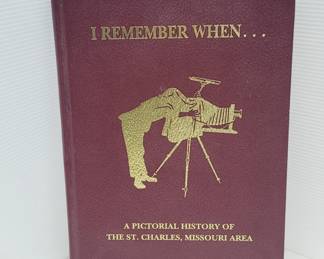 I REMEMBER WHEN...
A PICTORIAL HISTORY OF
THE ST. CHARLES, MISSOURI AREA